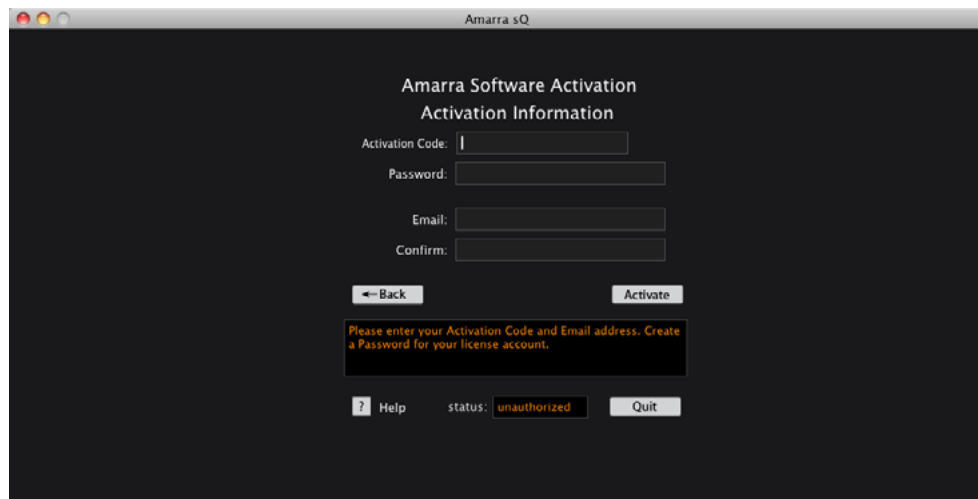 Amarra sQ
Amarra Software Activation
Activation Information
Activation Code:
Password:
Email:
Confirm:
←Back Activate
Please enter your Activation Code and Email address. Create
a Password for your license account.
? Help status: unauthorized Quit